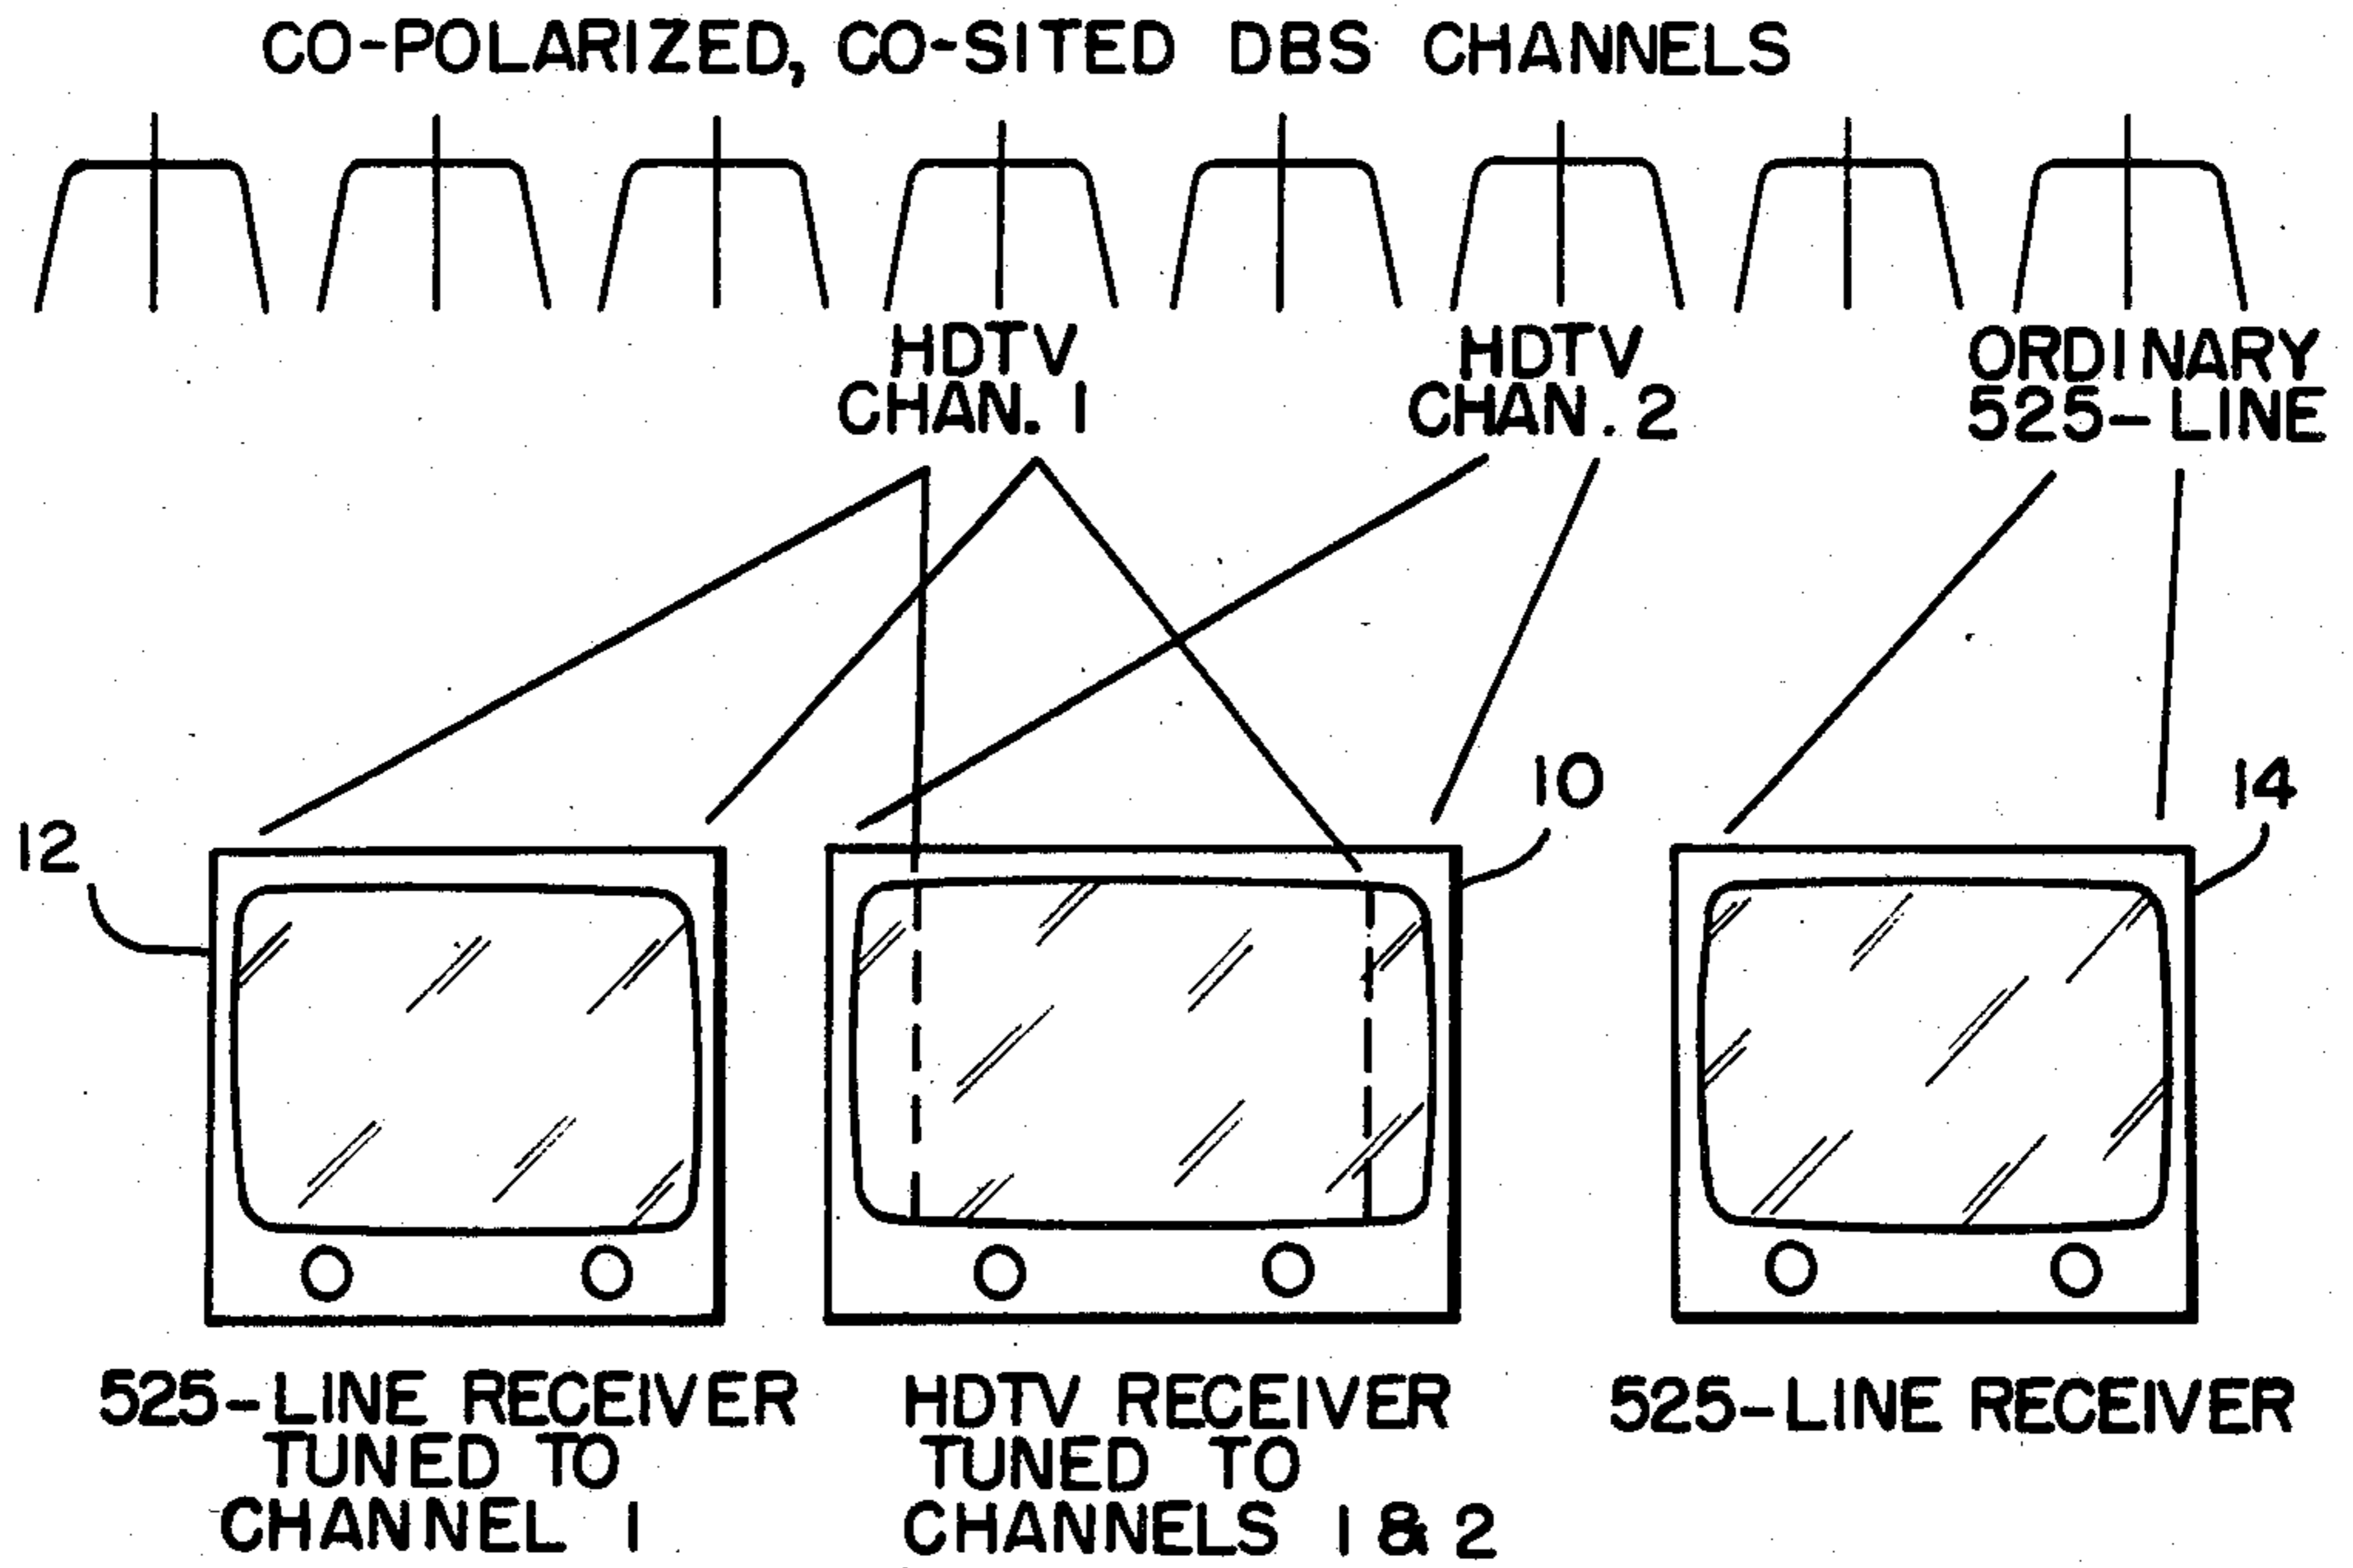 CO-POLARIZED, CO-SITED DBS CHANNELS
HDTV
CHAN. 1
HDTV
CHAN. 2
ORDINARY
525-LINE
12
10
14
525-LINE RECEIVER
TUNED TO
CHANNEL 1
HDTV RECEIVER
TUNED TO
CHANNELS 1 & 2
525-LINE RECEIVER